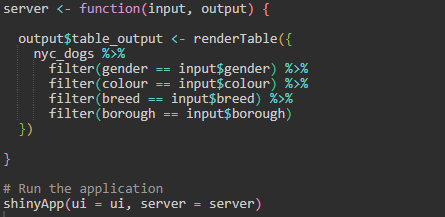 server <- function(input, output) {
output$table_output <- renderTable({
nyc_dogs %>%
filter(gender == input$gender) %>%
filter(colour == input$colour) %>%
filter(breed == input$breed) %>%
filter(borough == input$borough)
})
}
# Run the application
shinyApp(ui = ui, server = server)